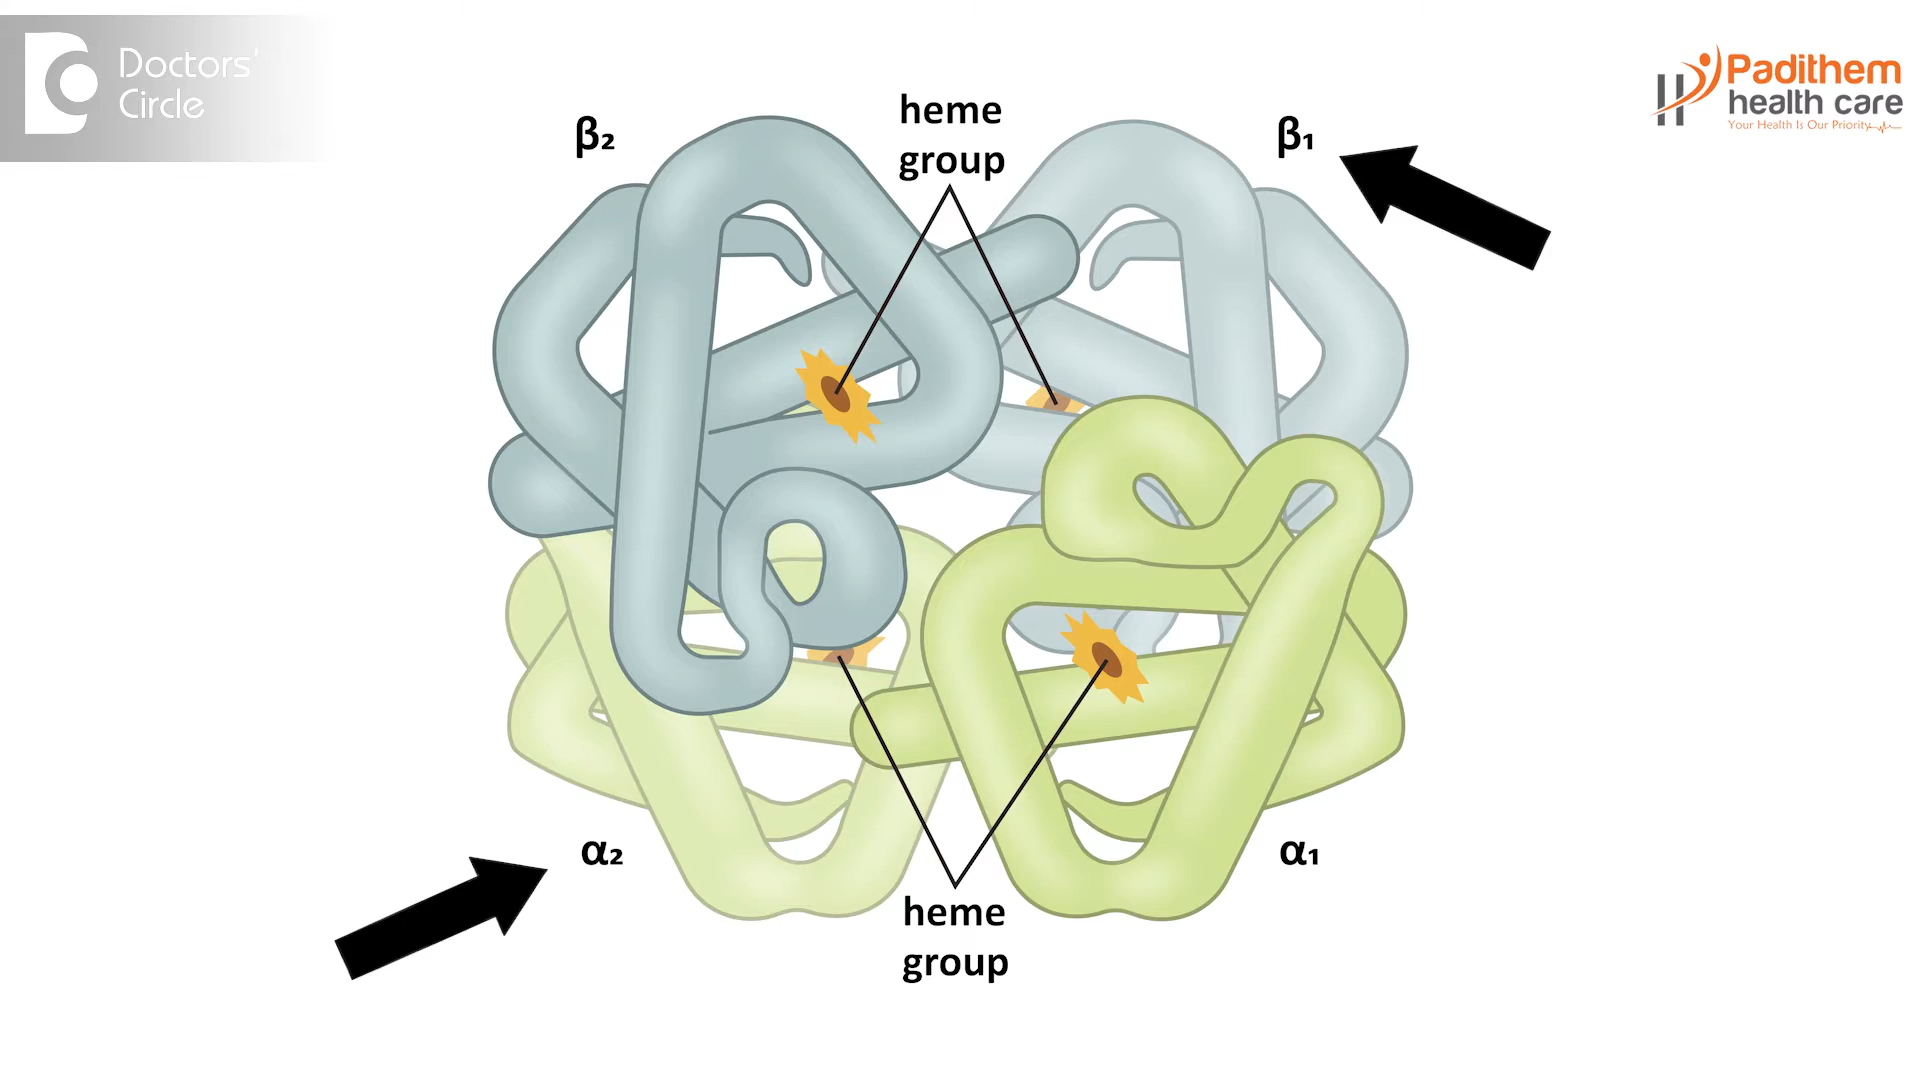 Doctors'
Circle
Padithem
health care
Your Health Is Our Priority
heme
group
β₂
β₁
α₂
α₁
heme
group